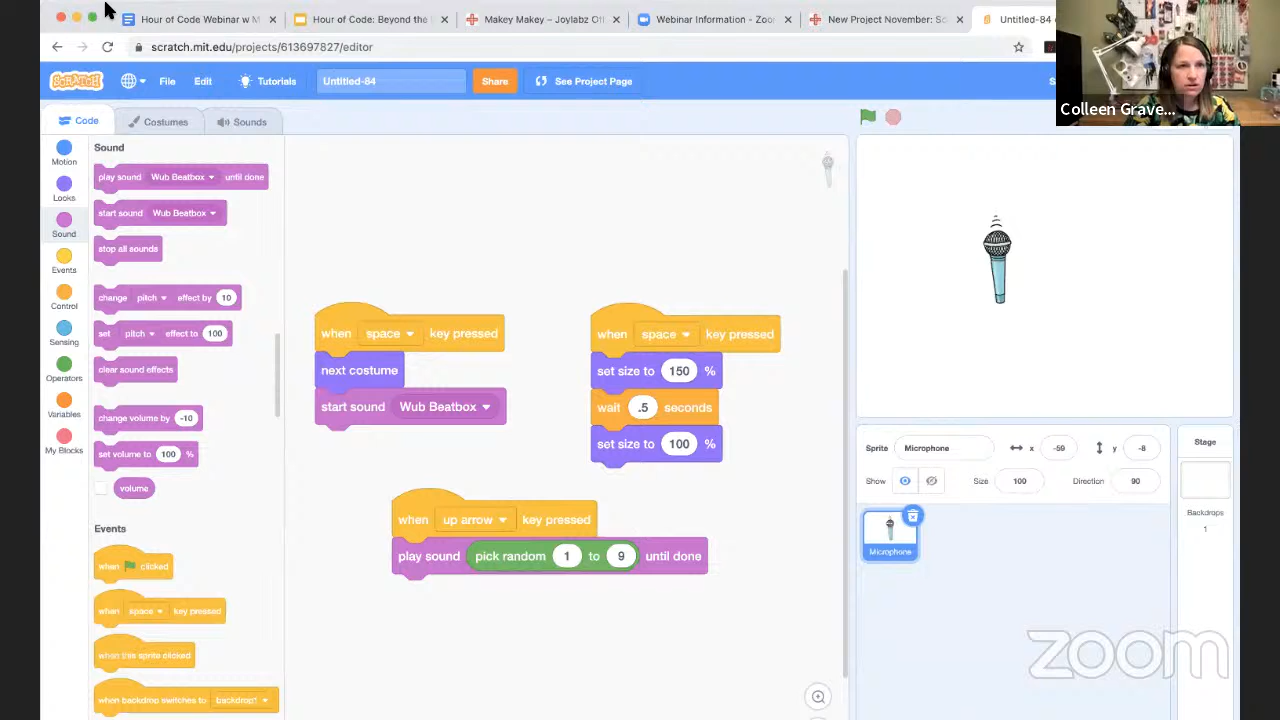 Hour of Code Webinar w M
Hour of Code: Beyond the
Makey Makey – Joylabz Of
Webinar Information - Zoo
New Project November: Sc
Untitled-84
scratch.mit.edu/projects/613697827/editor
SCRATCH
File
Edit
Tutorials
Untitled-84
Share
See Project Page
Colleen Grave...
Code
Costumes
Sounds
Motion
Looks
Sound
Events
Control
Sensing
Operators
Variables
My Blocks
Sound
play sound Wub Beatbox until done
start sound Wub Beatbox
stop all sounds
change pitch effect by 10
set pitch effect to 100
clear sound effects
change volume by -10
set volume to 100 %
volume
Events
when clicked
when space key pressed
when this sprite clicked
when backdrop switches to backdrop1
when space key pressed
next costume
start sound Wub Beatbox
when space key pressed
set size to 150 %
wait .5 seconds
set size to 100 %
when up arrow key pressed
play sound pick random 1 to 9 until done
Sprite Microphone x -59 y -8
Show Size 100 Direction 90
Microphone
Stage
Backdrops
1
zoom